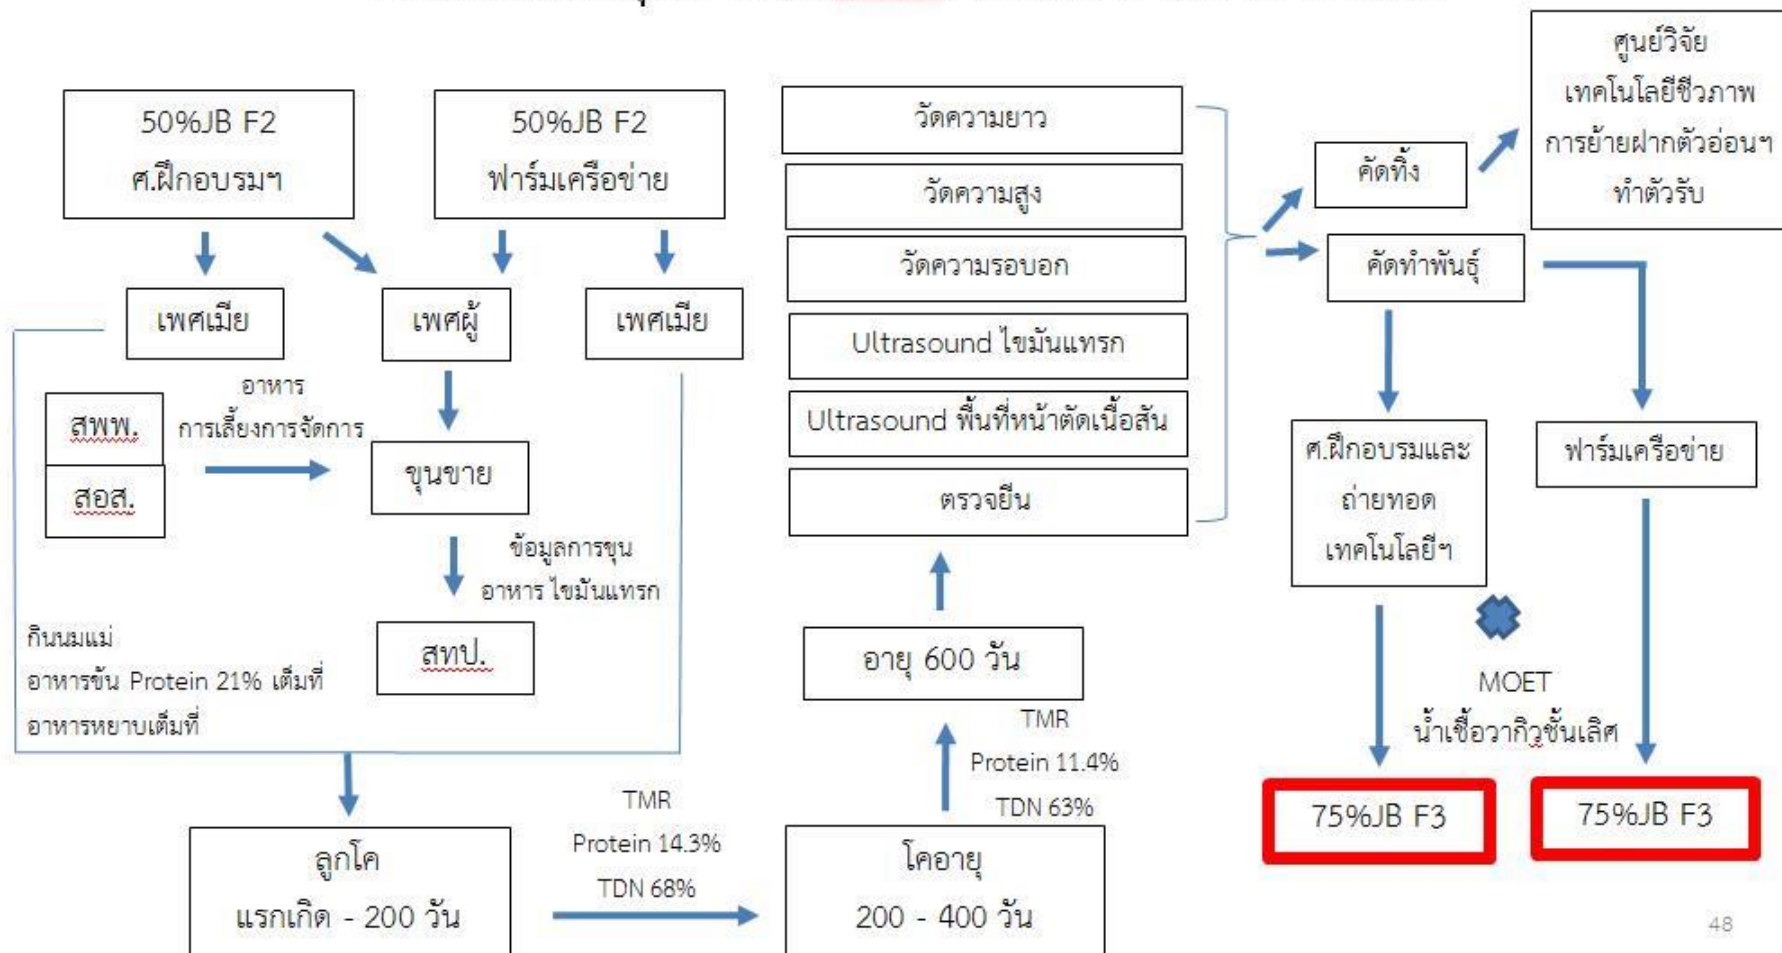 50%JB F2
ศ.ฝึกอบรมฯ
50%JB F2
ฟาร์มเครือข่าย
เพศเมีย
เพศผู้
เพศเมีย
สพพ.
สอส.
อาหาร
การเลี้ยงการจัดการ
ขุนขาย
ข้อมูลการขุน
อาหาร ไขมันแทรก
สทป.
กินนมแม่
อาหารข้น Protein 21% เต็มที่
อาหารหยาบเต็มที่
ลูกโค
แรกเกิด - 200 วัน
TMR
Protein 14.3%
TDN 68%
โคอายุ
200 - 400 วัน
TMR
Protein 11.4%
TDN 63%
อายุ 600 วัน
วัดความยาว
วัดความสูง
วัดความรอบอก
Ultrasound ไขมันแทรก
Ultrasound พื้นที่หน้าตัดเนื้อสัน
ตรวจยีน
คัดทิ้ง
ศูนย์วิจัย
เทคโนโลยีชีวภาพ
การย้ายฝากตัวอ่อนฯ
ทำตัวรับ
คัดทำพันธุ์
ศ.ฝึกอบรมและ
ถ่ายทอด
เทคโนโลยีฯ
ฟาร์มเครือข่าย
MOET
น้ำเชื้อวากิวชั้นเลิศ
75%JB F3
75%JB F3
48